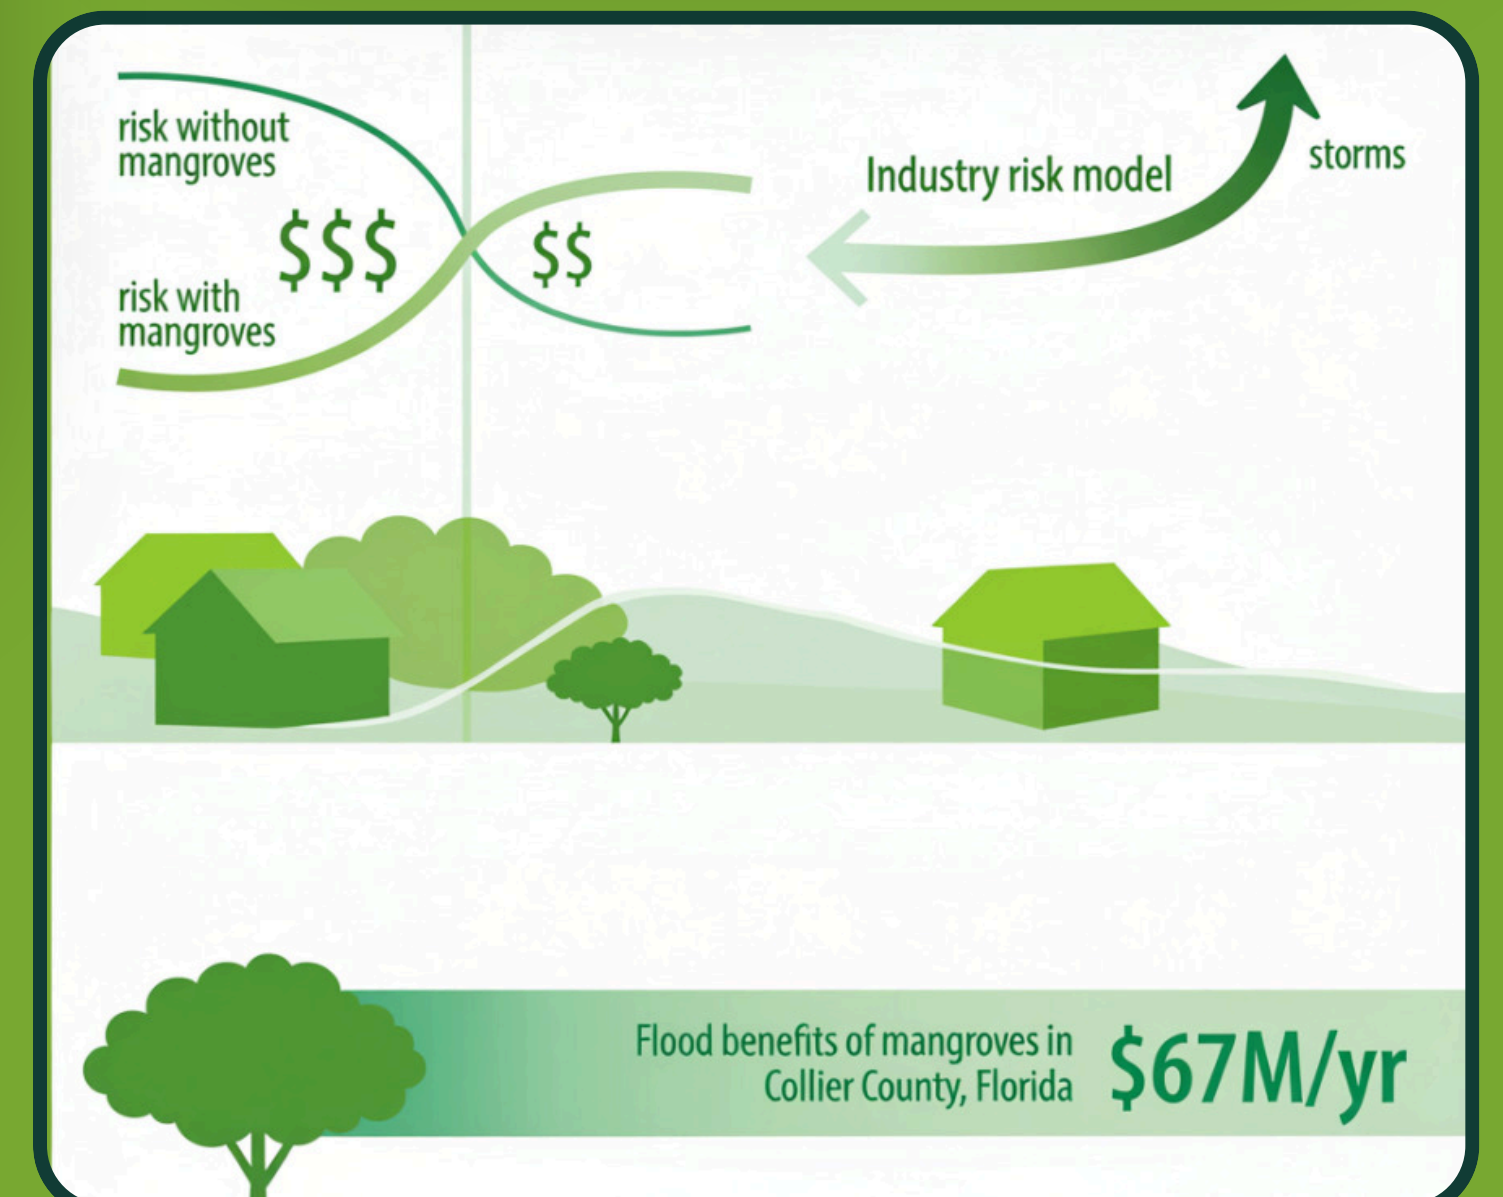 risk without
mangroves
$$$
$$
risk with
mangroves
Industry risk model
storms
Flood benefits of mangroves in
Collier County, Florida
$67M/yr